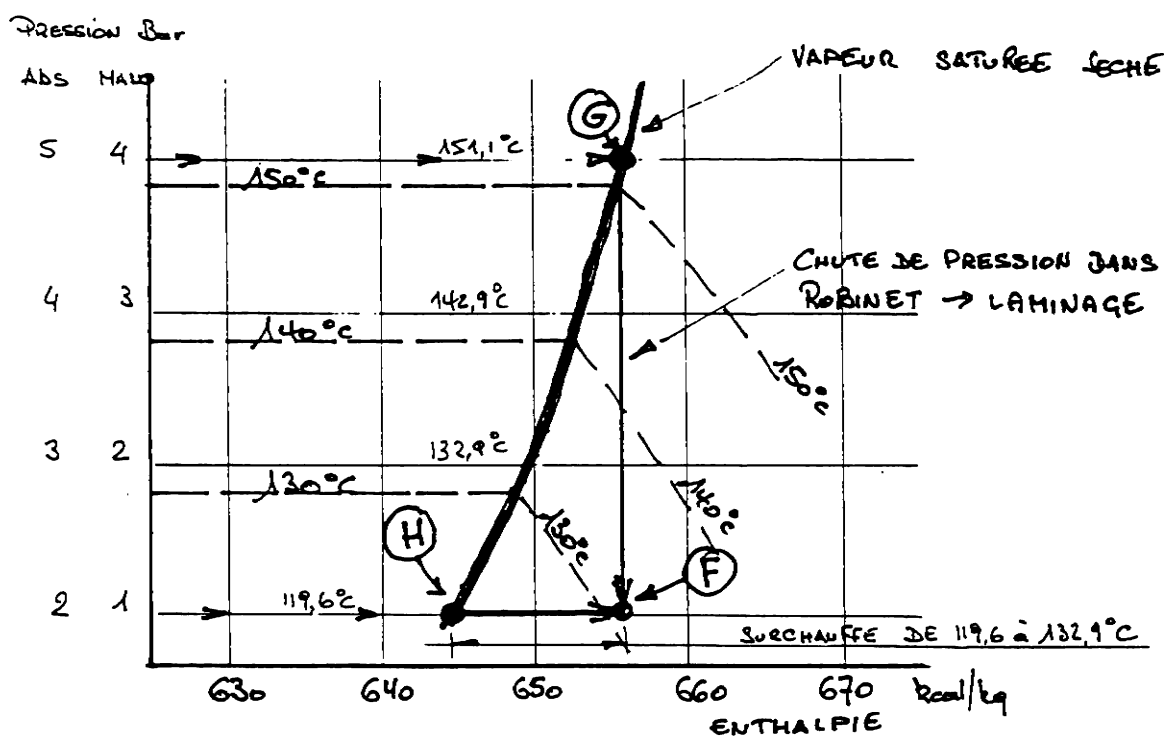 PRESSION Bar
ABS MANO
VAPEUR SATURÉE SECHE
G
5 4 151,1°C
150°C
CHUTE DE PRESSION DANS
ROBINET → LAMINAGE
4 3 142,9°C
140°C
150°C
3 2 132,9°C
130°C
140°C
130°C
H
F
2 1 119,6°C
SURCHAUFFE DE 119,6 à 132,9°C
630 640 650 660 670 kcal/kg
ENTHALPIE